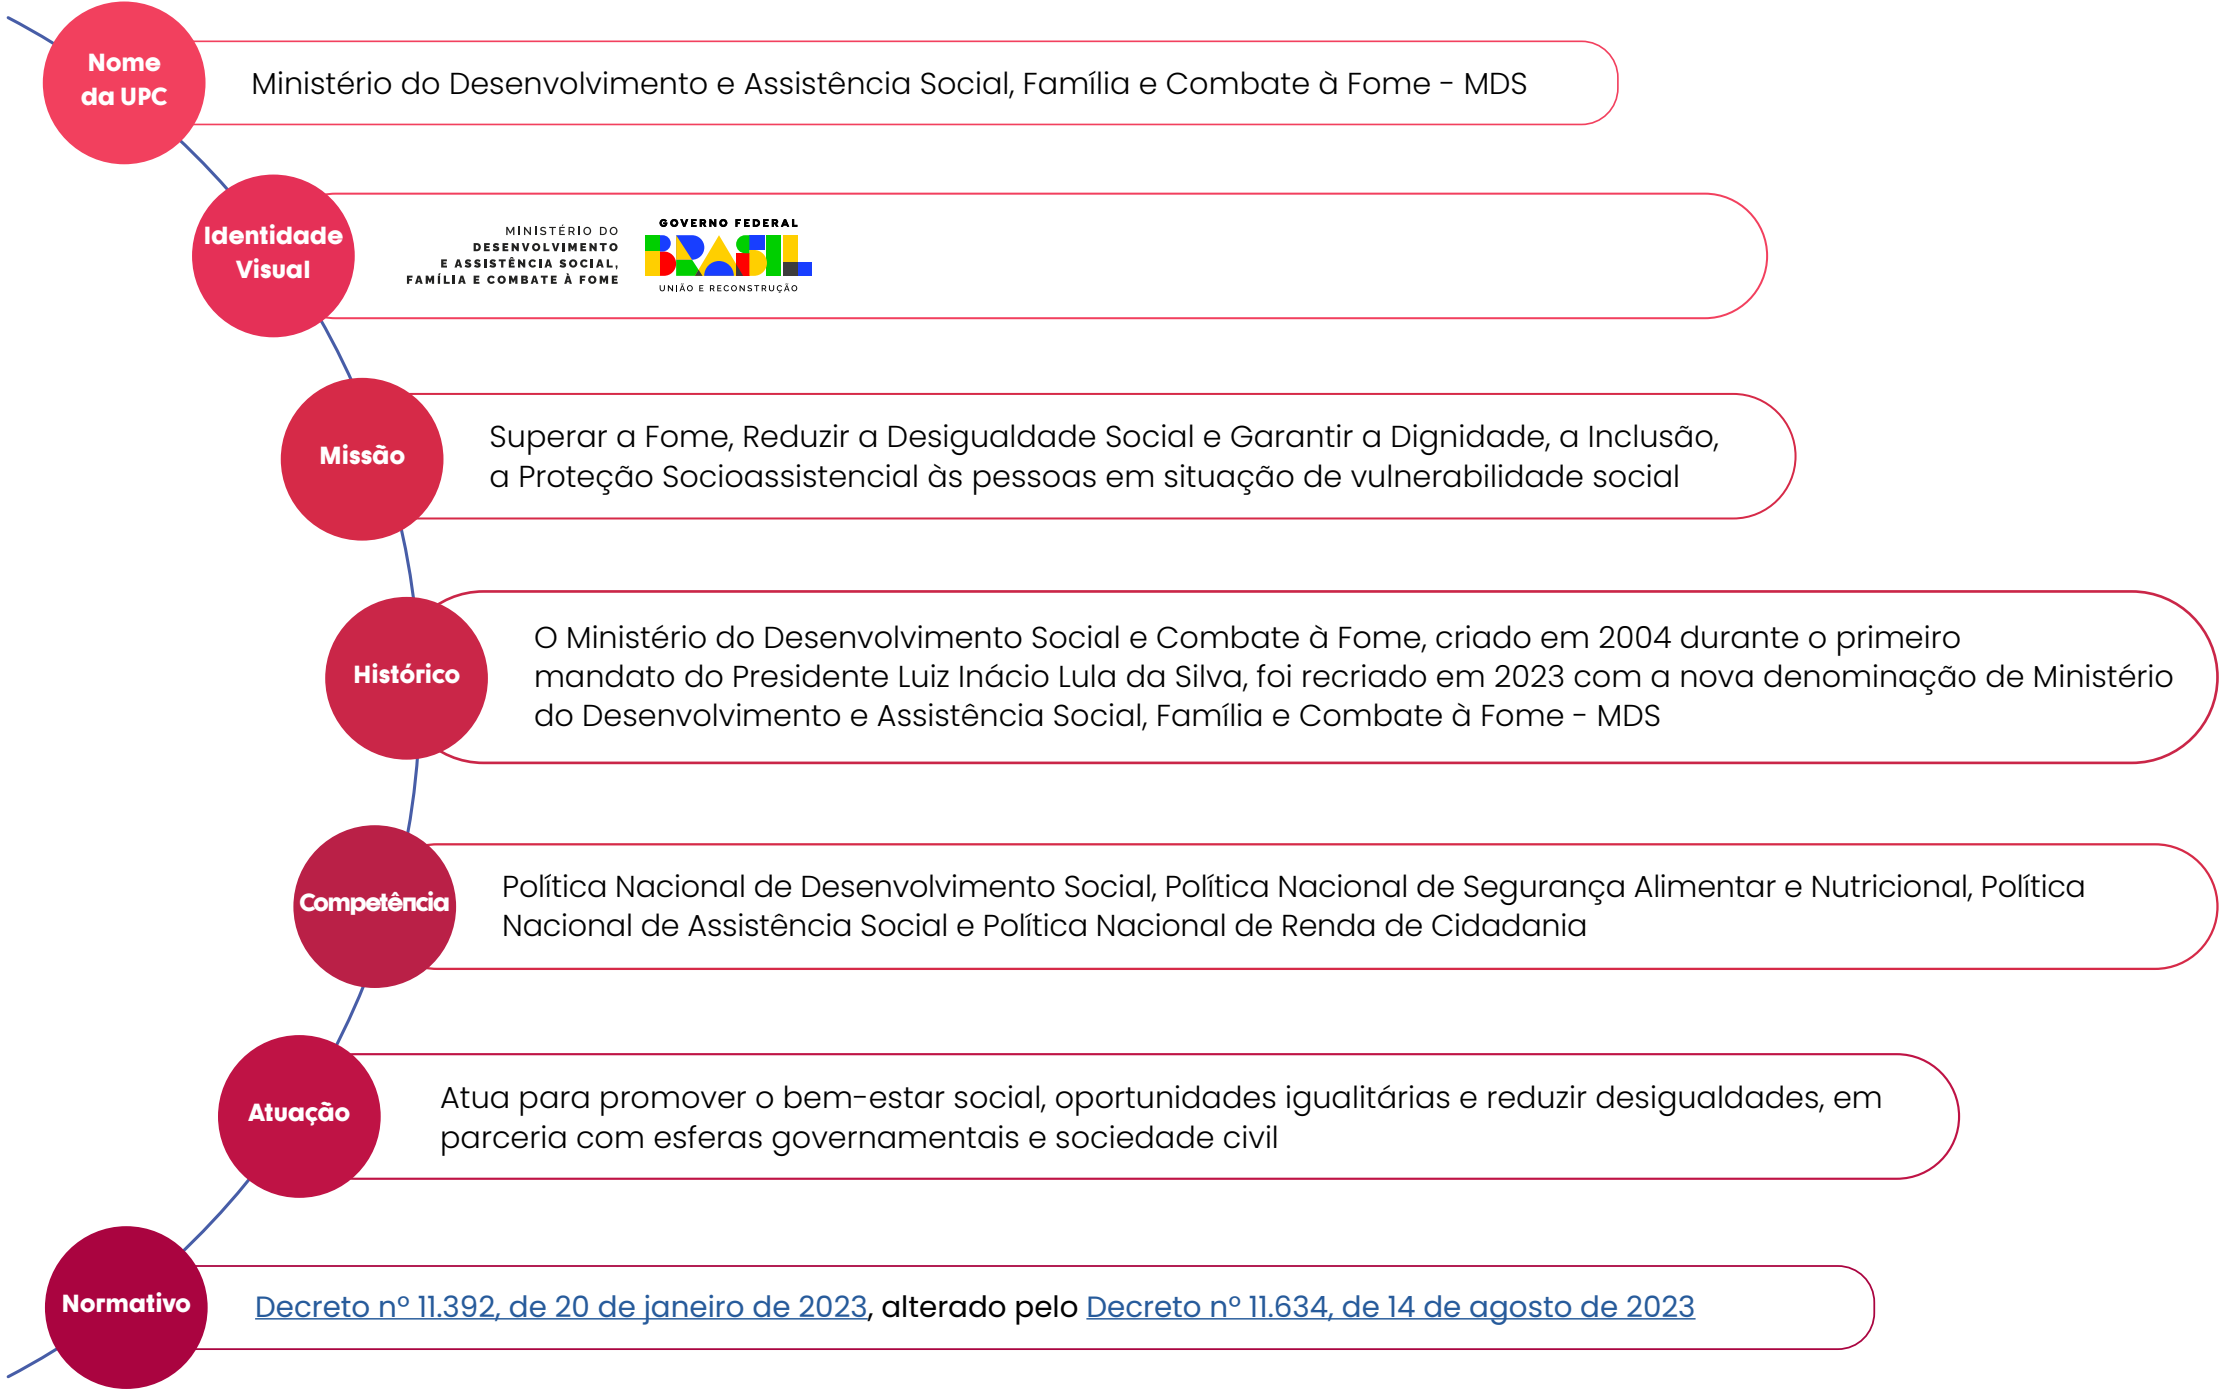 Nome
da UPC
Ministério do Desenvolvimento e Assistência Social, Família e Combate à Fome - MDS
Identidade
Visual
MINISTÉRIO DO
DESENVOLVIMENTO
E ASSISTÊNCIA SOCIAL,
FAMÍLIA E COMBATE À FOME
GOVERNO FEDERAL
BRASIL
UNIÃO E RECONSTRUÇÃO
Missão
Superar a Fome, Reduzir a Desigualdade Social e Garantir a Dignidade, a Inclusão,
a Proteção Socioassistencial às pessoas em situação de vulnerabilidade social
Histórico
O Ministério do Desenvolvimento Social e Combate à Fome, criado em 2004 durante o primeiro
mandato do Presidente Luiz Inácio Lula da Silva, foi recriado em 2023 com a nova denominação de Ministério
do Desenvolvimento e Assistência Social, Família e Combate à Fome - MDS
Competência
Política Nacional de Desenvolvimento Social, Política Nacional de Segurança Alimentar e Nutricional, Política
Nacional de Assistência Social e Política Nacional de Renda de Cidadania
Atuação
Atua para promover o bem-estar social, oportunidades igualitárias e reduzir desigualdades, em
parceria com esferas governamentais e sociedade civil
Normativo
Decreto nº 11.392, de 20 de janeiro de 2023, alterado pelo Decreto nº 11.634, de 14 de agosto de 2023